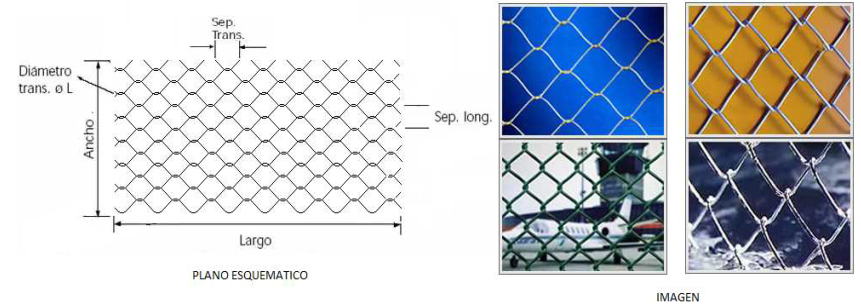 Sep.
Trans.
Diámetro
trans. ø L
Ancho .
Sep. long.
Largo
PLANO ESQUEMATICO
IMAGEN